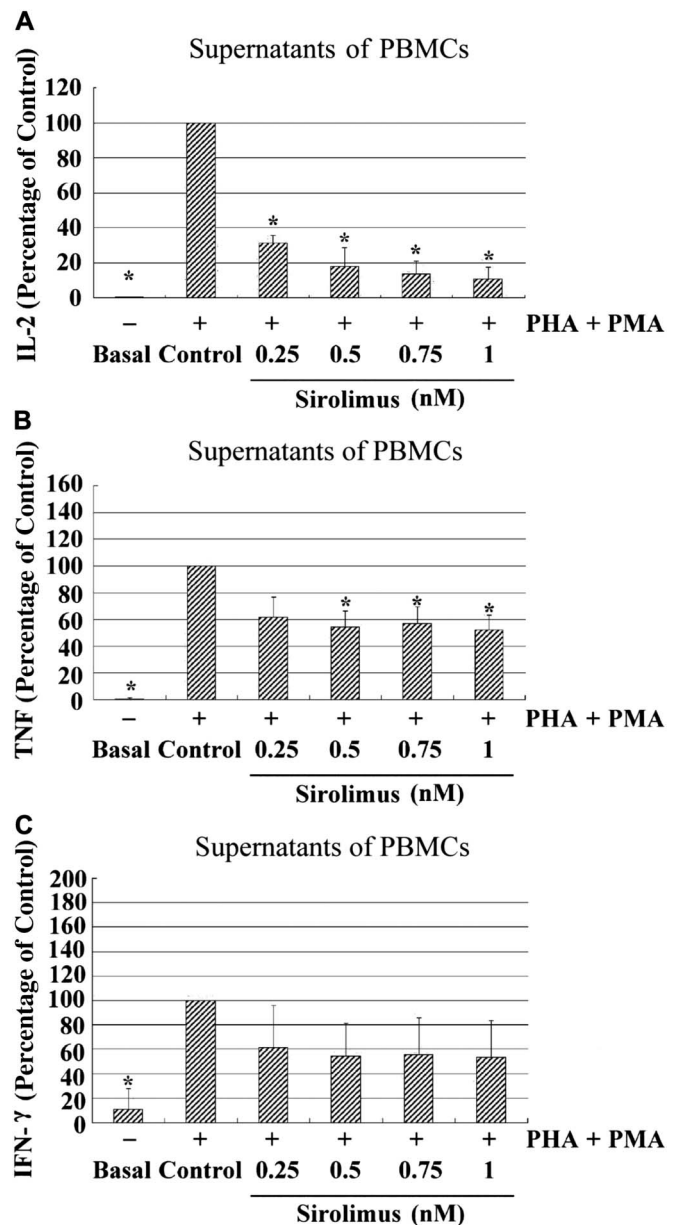 A
Supernatants of PBMCs
IL-2 (Percentage of Control)
120
100
80
60
40
20
0
* * * * *
− + + + + + PHA + PMA
Basal Control 0.25 0.5 0.75 1
Sirolimus (nM)
B
Supernatants of PBMCs
TNF (Percentage of Control)
160
140
120
100
80
60
40
20
0
* * * *
− + + + + + PHA + PMA
Basal Control 0.25 0.5 0.75 1
Sirolimus (nM)
C
Supernatants of PBMCs
IFN-γ (Percentage of Control)
200
180
160
140
120
100
80
60
40
20
0
*
− + + + + + PHA + PMA
Basal Control 0.25 0.5 0.75 1
Sirolimus (nM)